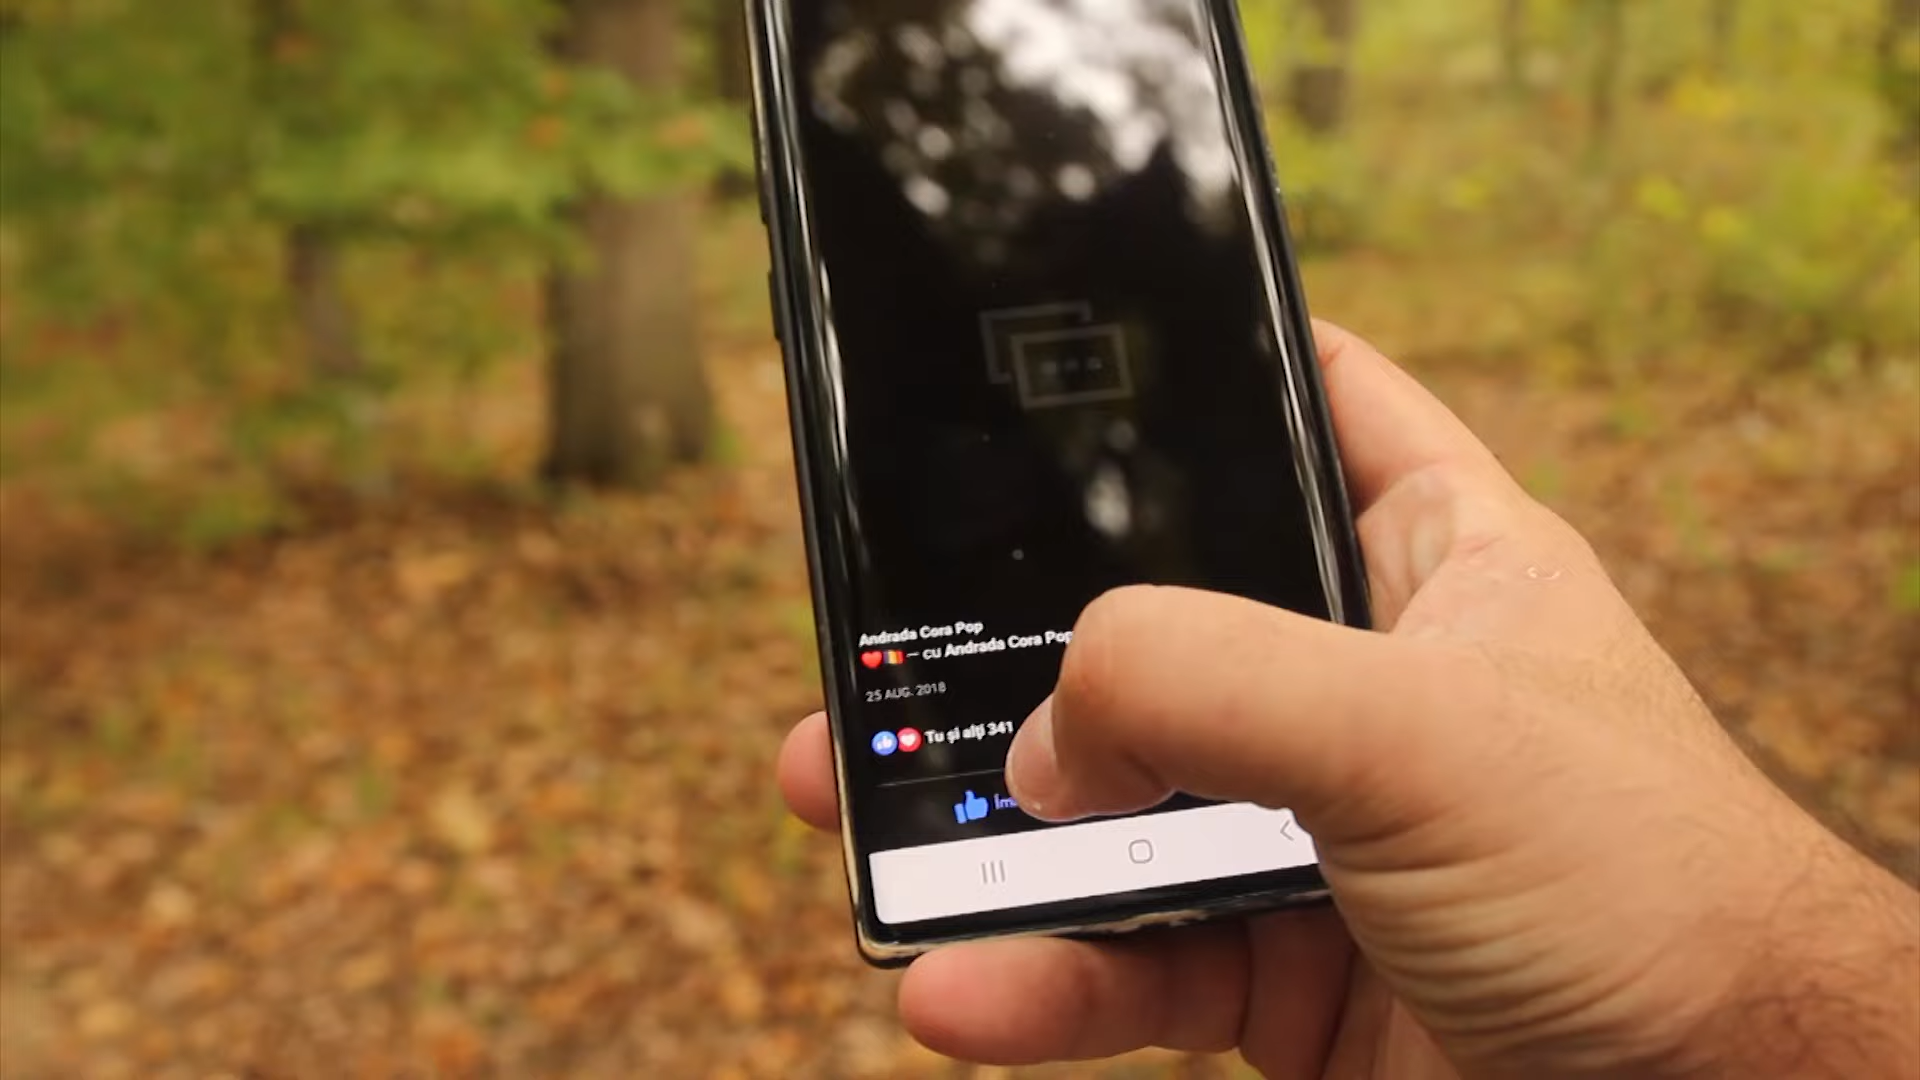 Andrada Cora Pop
❤️🇷🇴 — cu Andrada Cora Pop
25 AUG. 2018
Tu și alți 341